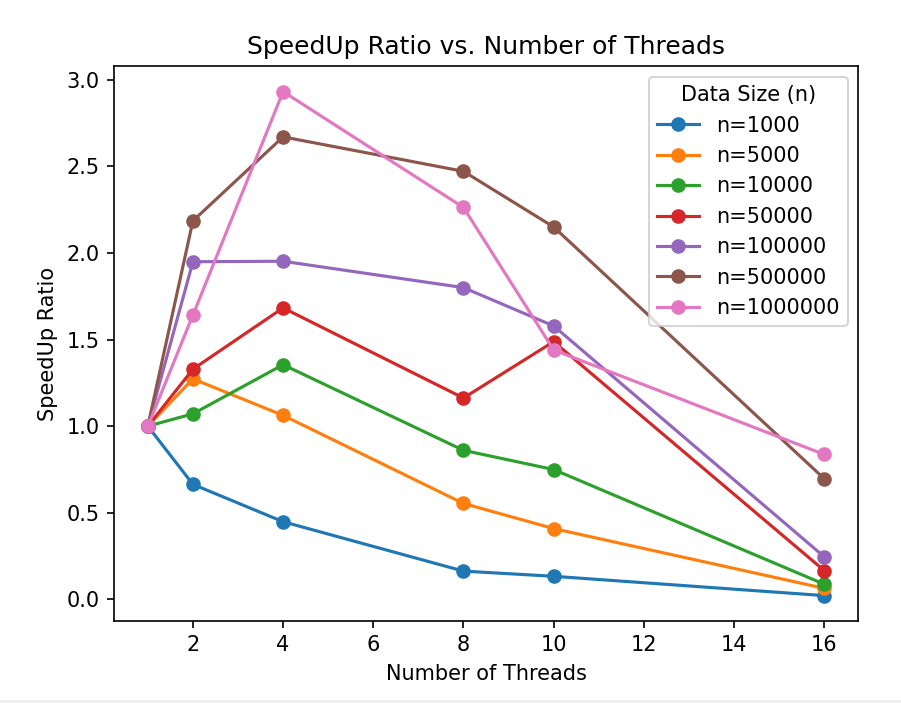 SpeedUp Ratio vs. Number of Threads
3.0
2.5
2.0
1.5
1.0
0.5
0.0
SpeedUp Ratio
Data Size (n)
n=1000
n=5000
n=10000
n=50000
n=100000
n=500000
n=1000000
2 4 6 8 10 12 14 16
Number of Threads